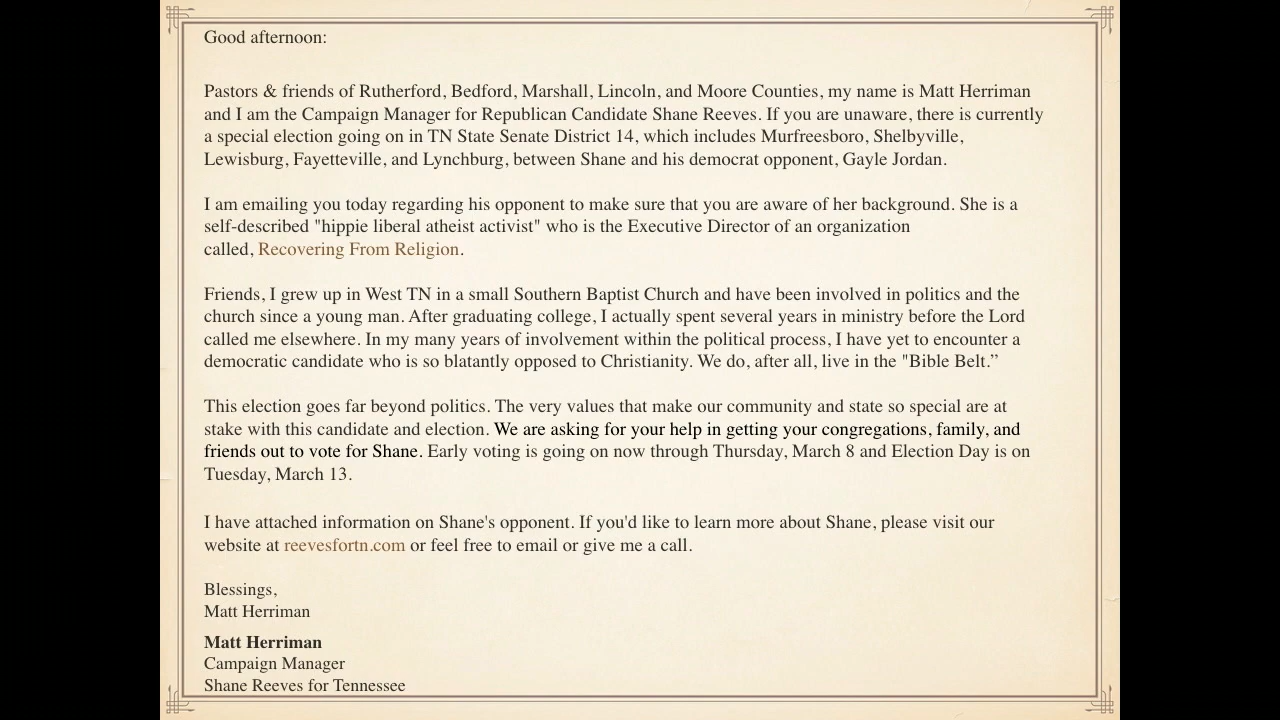 Good afternoon:
Pastors & friends of Rutherford, Bedford, Marshall, Lincoln, and Moore Counties, my name is Matt Herriman
and I am the Campaign Manager for Republican Candidate Shane Reeves. If you are unaware, there is currently
a special election going on in TN State Senate District 14, which includes Murfreesboro, Shelbyville,
Lewisburg, Fayetteville, and Lynchburg, between Shane and his democrat opponent, Gayle Jordan.
I am emailing you today regarding his opponent to make sure that you are aware of her background. She is a
self-described "hippie liberal atheist activist" who is the Executive Director of an organization
called, Recovering From Religion.
Friends, I grew up in West TN in a small Southern Baptist Church and have been involved in politics and the
church since a young man. After graduating college, I actually spent several years in ministry before the Lord
called me elsewhere. In my many years of involvement within the political process, I have yet to encounter a
democratic candidate who is so blatantly opposed to Christianity. We do, after all, live in the "Bible Belt.”
This election goes far beyond politics. The very values that make our community and state so special are at
stake with this candidate and election. We are asking for your help in getting your congregations, family, and
friends out to vote for Shane. Early voting is going on now through Thursday, March 8 and Election Day is on
Tuesday, March 13.
I have attached information on Shane's opponent. If you'd like to learn more about Shane, please visit our
website at reevesfortn.com or feel free to email or give me a call.
Blessings,
Matt Herriman
Matt Herriman
Campaign Manager
Shane Reeves for Tennessee